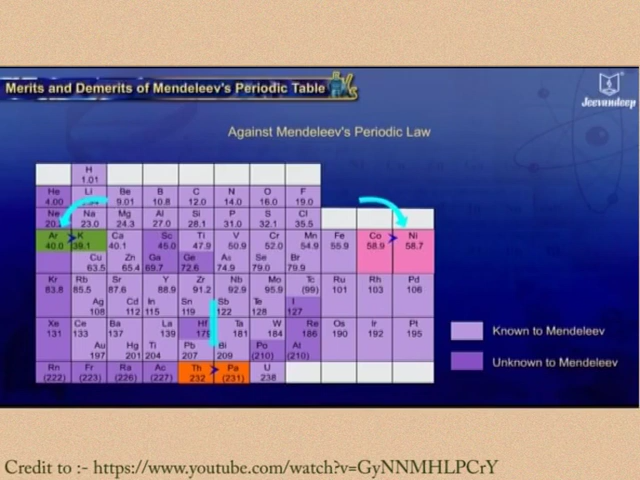 Merits and Demerits of Mendeleev's Periodic Table
Jeevandeep
Against Mendeleev's Periodic Law
H
1.01
He Li Be B C N O F
4.00 9.01 10.8 12.0 14.0 16.0 19.0
Ne Na Mg Al Si P S Cl
23.0 24.3 27.0 28.1 31.0 32.1 35.5
Ar > K Ca Sc Ti V Cr Mn Fe Co > Ni
40.0 39.1 40.1 45.0 47.9 50.9 52.0 54.9 55.9 58.9 58.7
Cu Zn Ga Ge As Se Br
63.5 65.4 69.7 72.6 74.9 79.0 79.9
Kr Rb Sr Y Zr Nb Mo Tc Ru Rh Pd
83.8 85.5 87.6 88.9 91.2 92.9 95.9 (99) 101 103 106
Ag Cd In Sn Sb Te I
108 112 115 119 122 128 127
Xe Ce Ba La Hf Ta W Re Os Ir Pt
131 133 137 139 179 181 184 186 190 192 195
Au Hg Ti Pb Bi Po At
197 201 204 207 209 (210) (210)
Rn Fr Ra Ac Th > Pa U
(222) (223) (226) (227) 232 (231) 238
Known to Mendeleev
Unknown to Mendeleev
Credit to :- https://www.youtube.com/watch?v=GyNNMHLPCrY